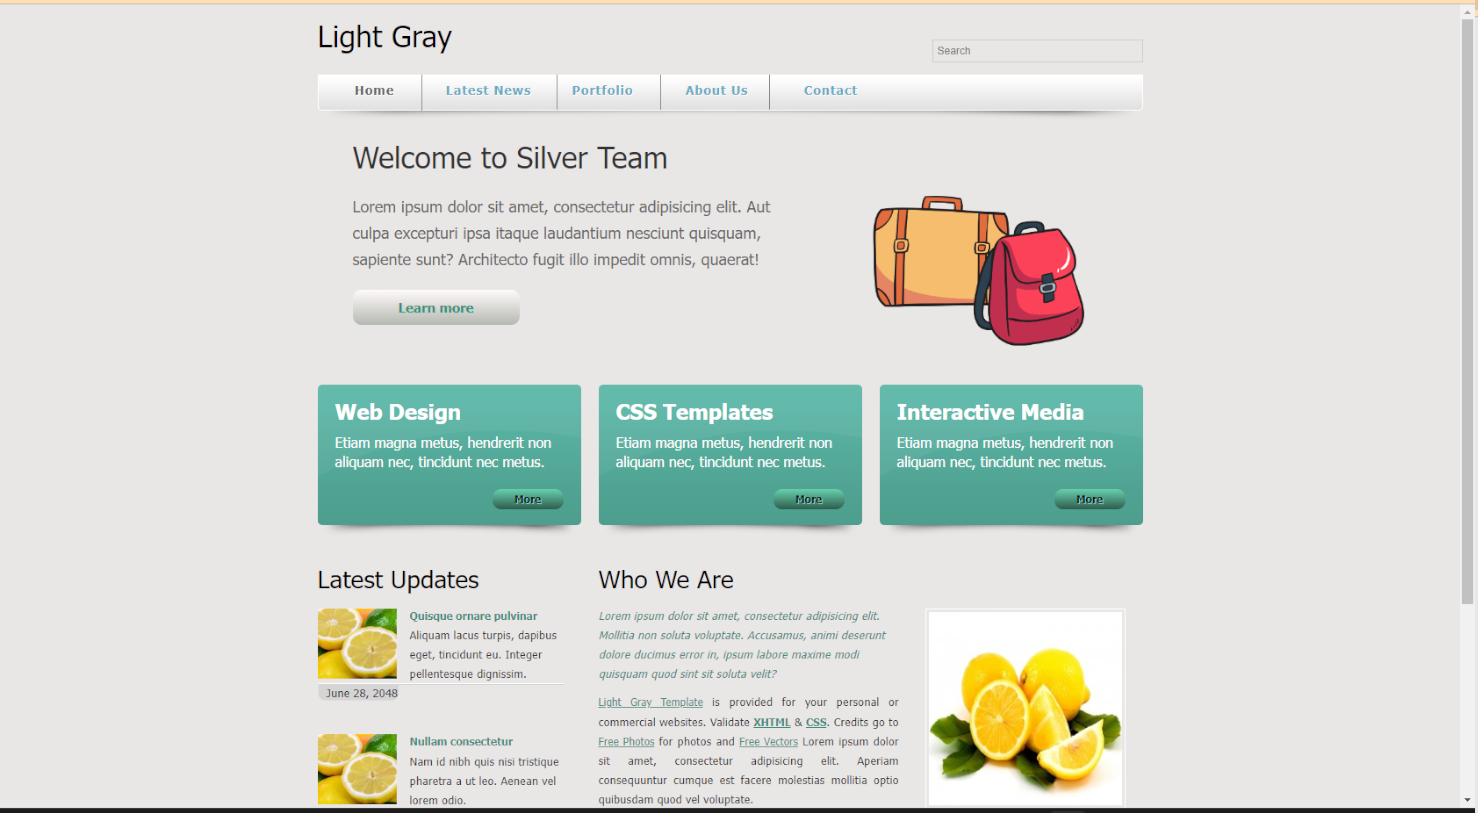 Light Gray
Search
Home
Latest News
Portfolio
About Us
Contact
Welcome to Silver Team
Lorem ipsum dolor sit amet, consectetur adipisicing elit. Aut
culpa excepturi ipsa itaque laudantium nesciunt quisquam,
sapiente sunt? Architecto fugit illo impedit omnis, quaerat!
Learn more
Web Design
Etiam magna metus, hendrerit non
aliquam nec, tincidunt nec metus.
More
CSS Templates
Etiam magna metus, hendrerit non
aliquam nec, tincidunt nec metus.
More
Interactive Media
Etiam magna metus, hendrerit non
aliquam nec, tincidunt nec metus.
More
Latest Updates
Quisque ornare pulvinar
Aliquam lacus turpis, dapibus
eget, tincidunt eu. Integer
pellentesque dignissim.
June 28, 2048
Nullam consectetur
Nam id nibh quis nisi tristique
pharetra a ut leo. Aenean vel
lorem odio.
Who We Are
Lorem ipsum dolor sit amet, consectetur adipisicing elit.
Mollitia non soluta voluptate. Accusamus, animi deserunt
dolore ducimus error in, ipsum labore maxime modi
quisquam quod sint sit soluta velit?
Light Gray Template is provided for your personal or
commercial websites. Validate XHTML & CSS. Credits go to
Free Photos for photos and Free Vectors Lorem ipsum dolor
sit amet, consectetur adipisicing elit. Aperiam
consequuntur cumque est facere molestias mollitia optio
quibusdam quod vel voluptate.